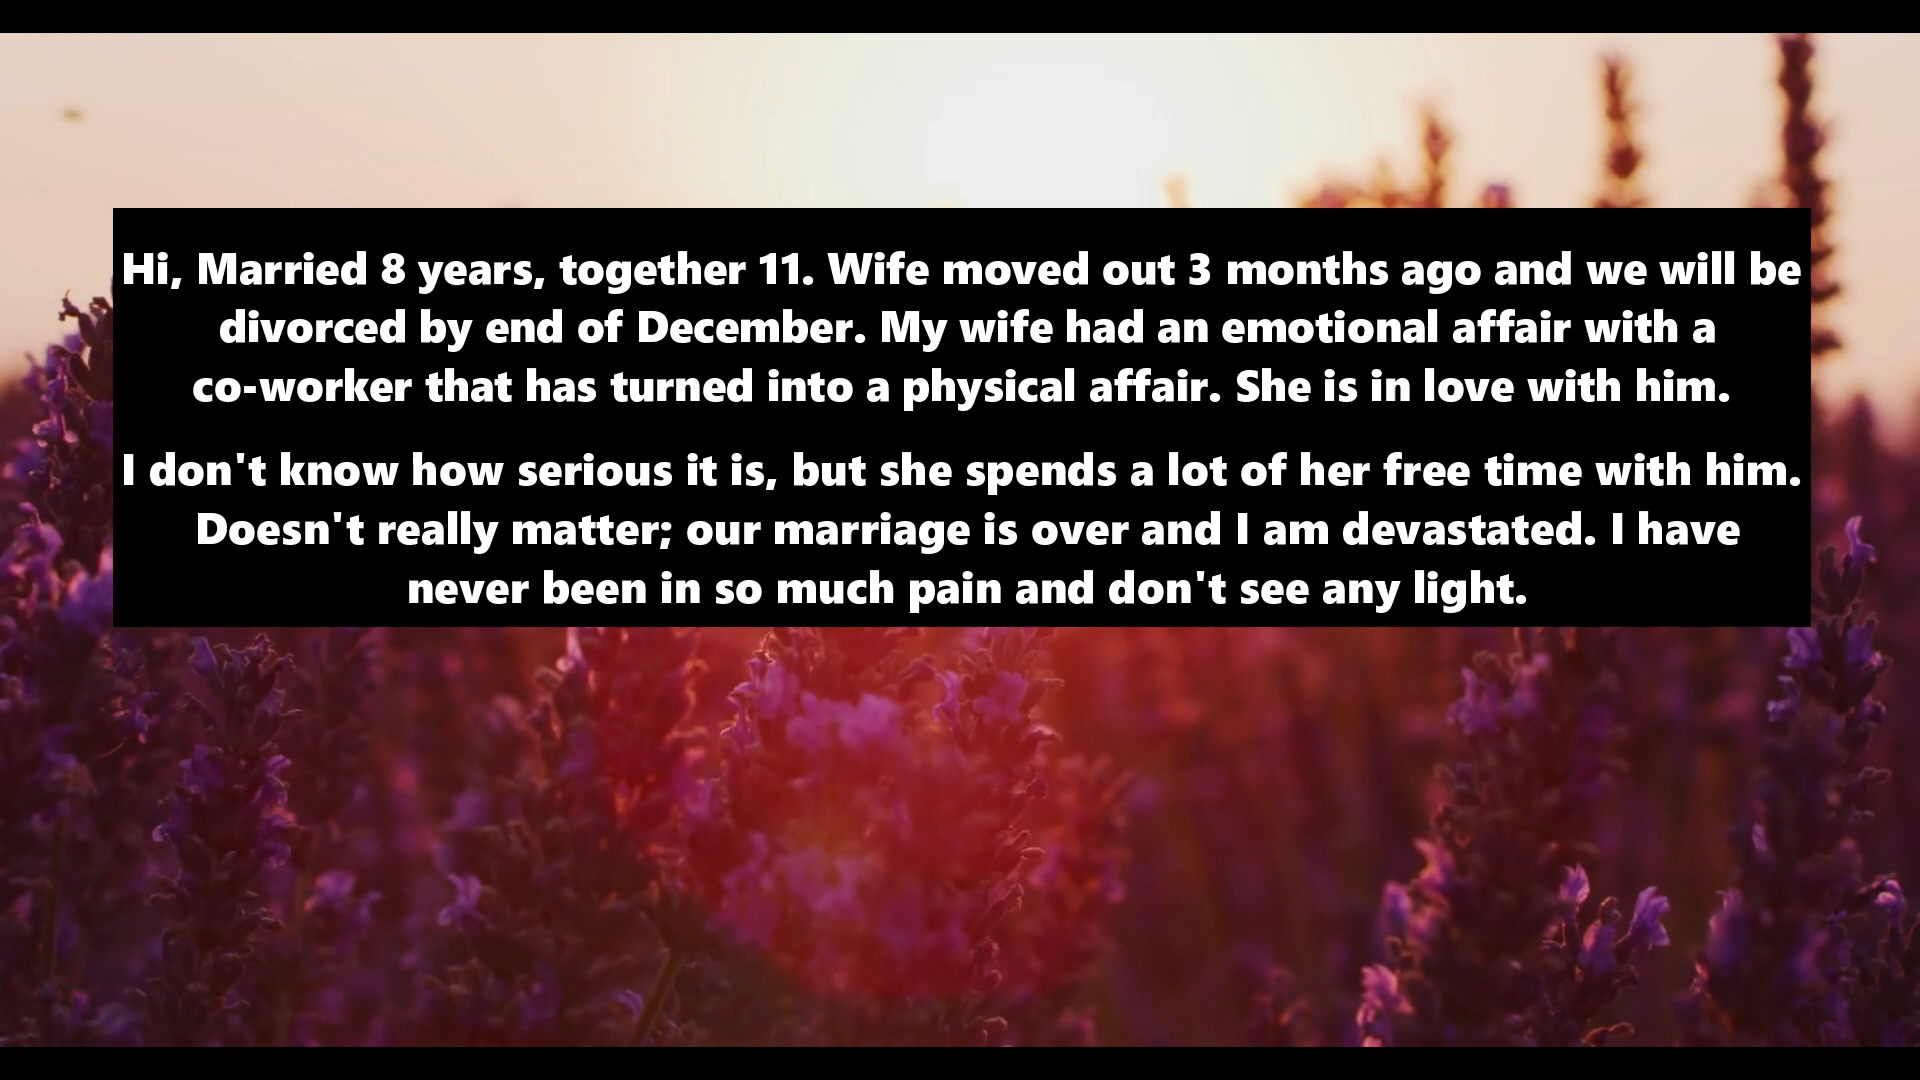 Hi, Married 8 years, together 11. Wife moved out 3 months ago and we will be
divorced by end of December. My wife had an emotional affair with a
co-worker that has turned into a physical affair. She is in love with him.
I don't know how serious it is, but she spends a lot of her free time with him.
Doesn't really matter; our marriage is over and I am devastated. I have
never been in so much pain and don't see any light.